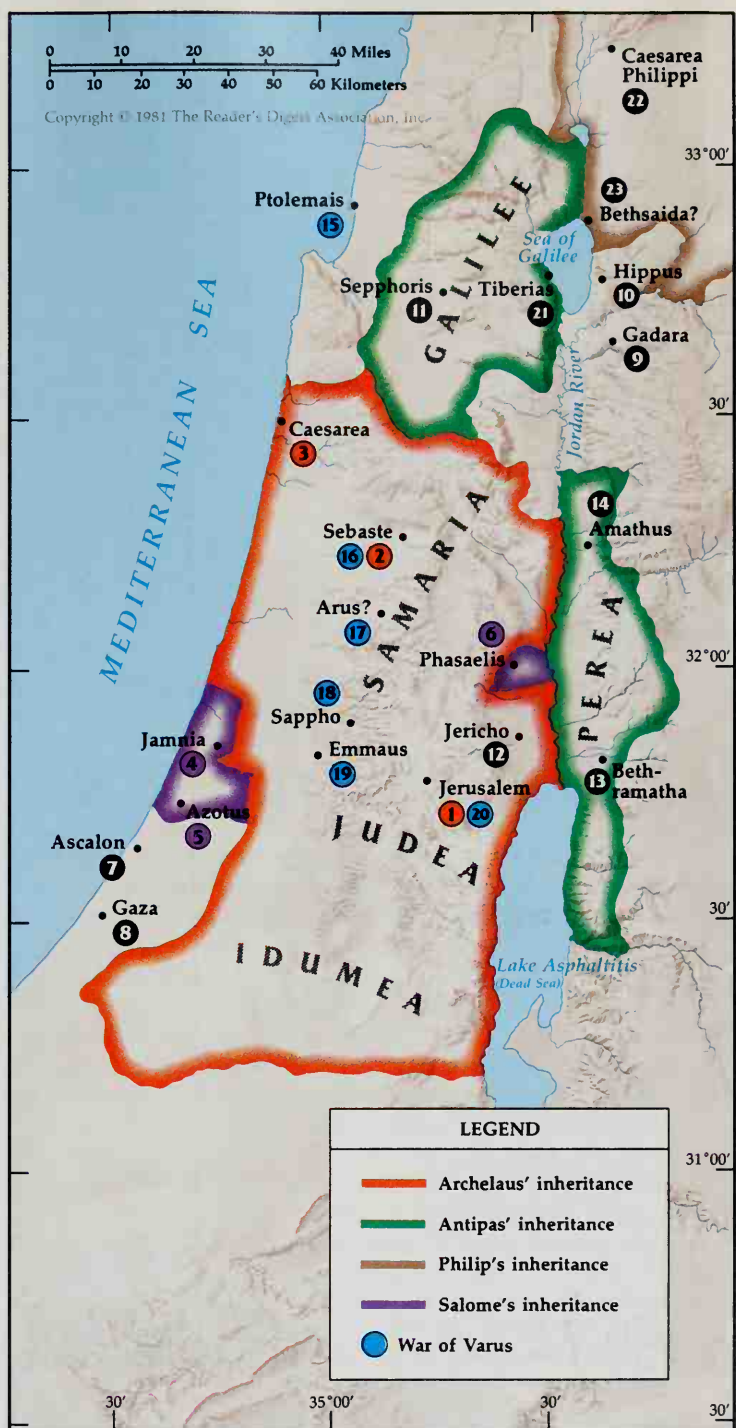 0 10 20 30 40 Miles
0 10 20 30 40 50 60 Kilometers
Copyright © 1981 The Reader's Digest Association, Inc.
Caesarea
Philippi
22
33°00'
23
Bethsaida?
Ptolemais
15
GALILEE
Sea of
Galilee
Hippus
10
Sepphoris
11
Tiberias
21
Gadara
9
MEDITERRANEAN SEA
Jordan River
30'
Caesarea
3
14
Amathus
Sebaste
16 2
SAMARIA
Arus?
17
6
Phasaelis
PEREA
32°00'
18
Sappho
Jamnia
4
Emmaus
19
Jericho
12
13
Beth-
ramatha
Jerusalem
1 20
Azotus
5
Ascalon
7
JUDEA
Gaza
8
30'
IDUMEA
Lake Asphaltitis
(Dead Sea)
LEGEND
31°00'
Archelaus' inheritance
Antipas' inheritance
Philip's inheritance
Salome's inheritance
War of Varus
30' 35°00' 30' 30'